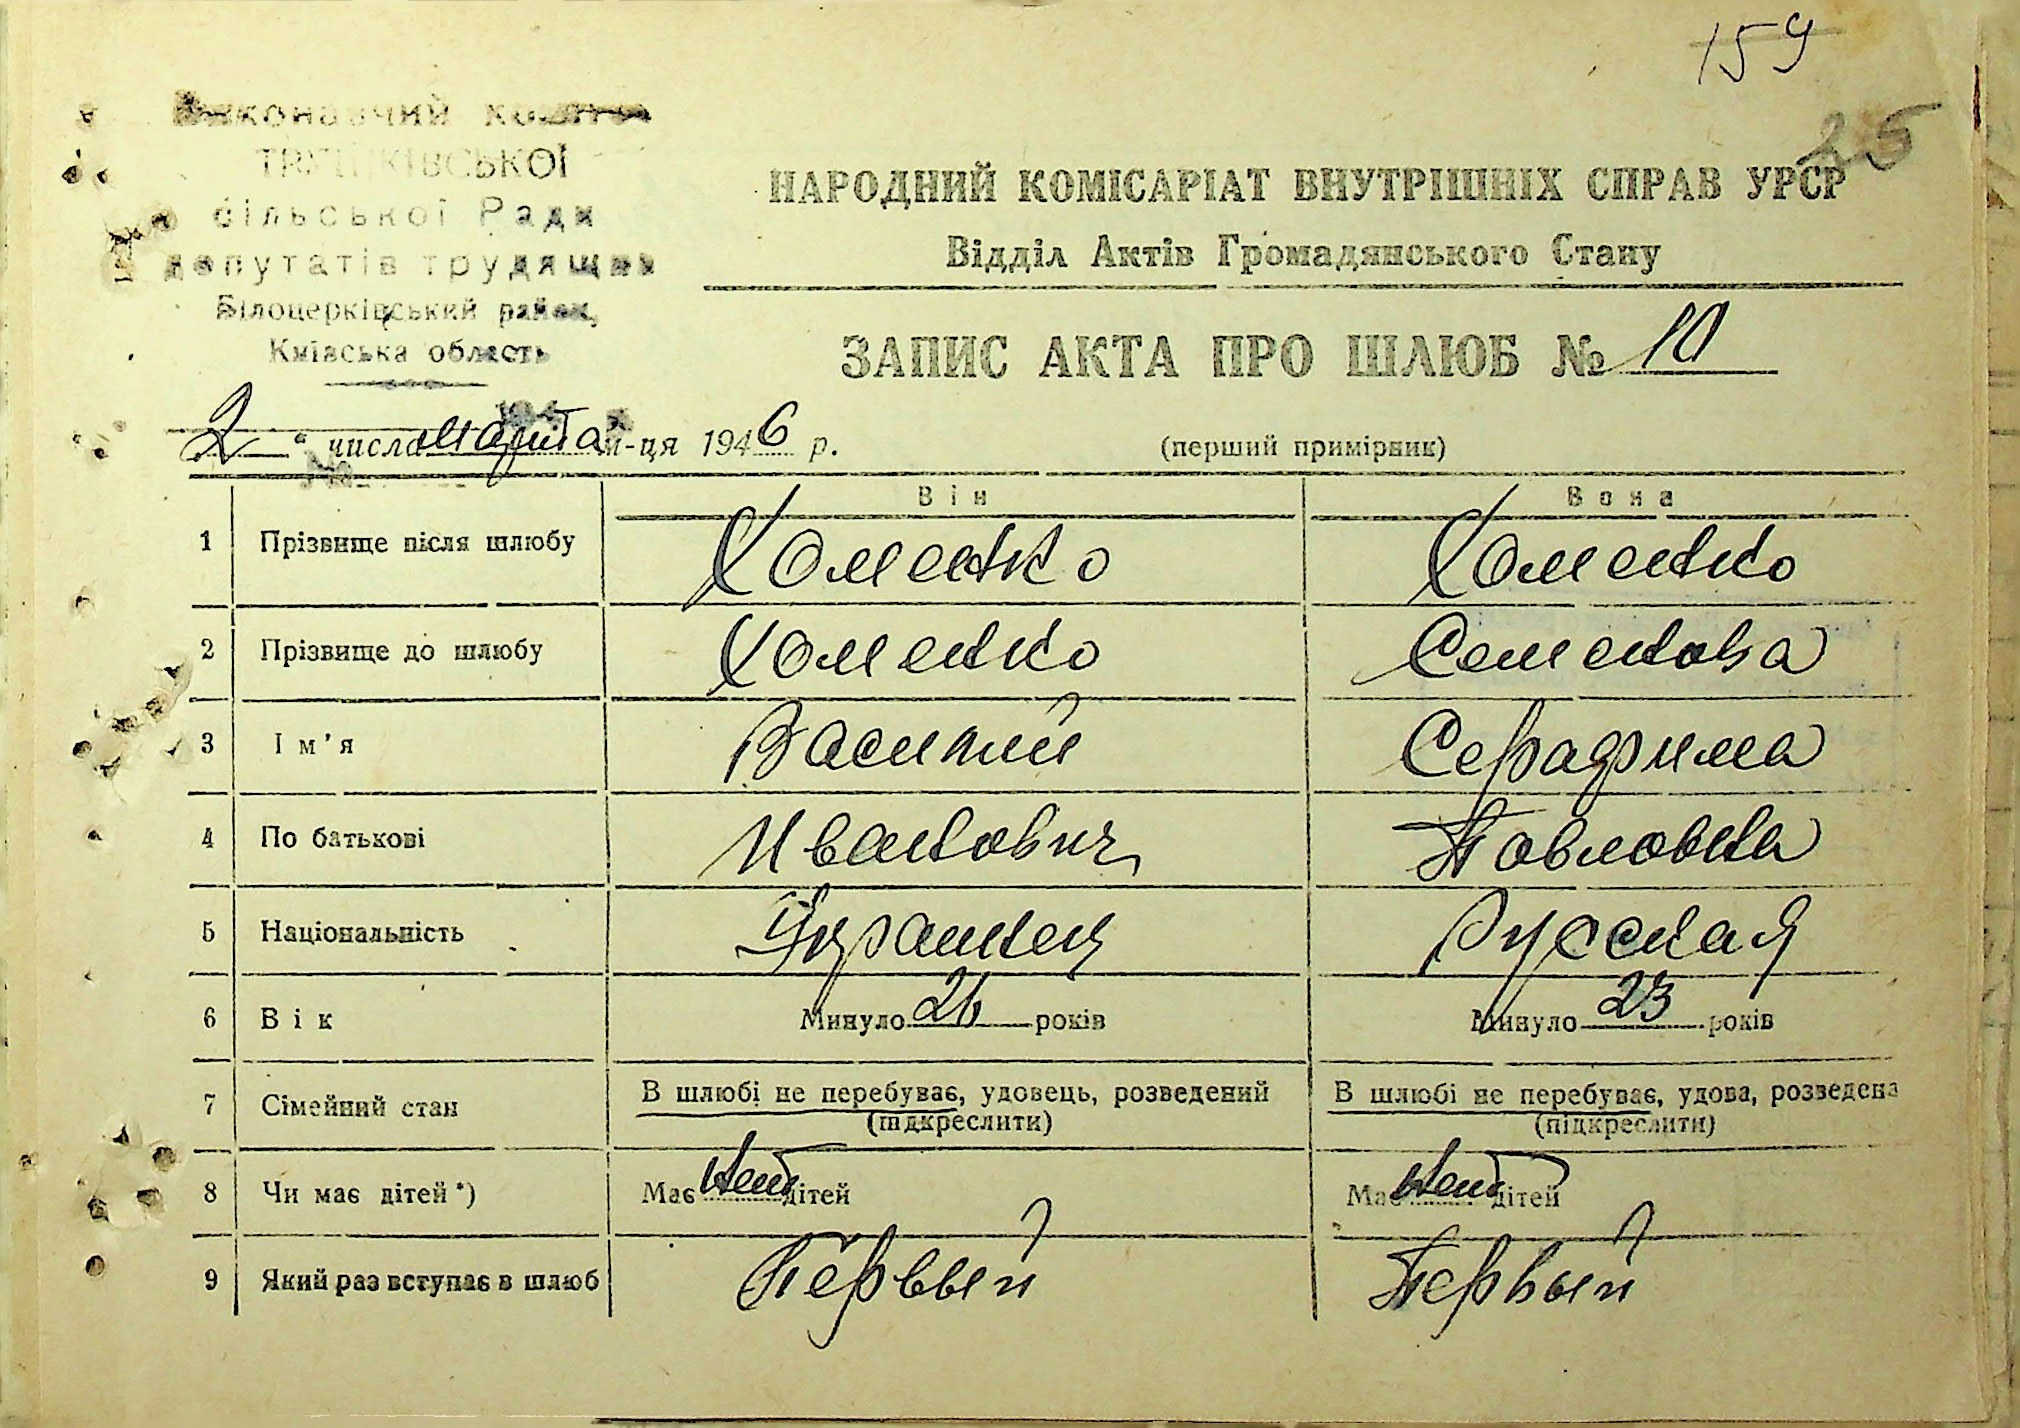 159
25
Виконавчий комітет
ТРУШКІВСЬКОЇ
сільської Ради
депутатів трудящих
Білоцерківський район,
Київська область
НАРОДНИЙ КОМІСАРІАТ ВНУТРІШНІХ СПРАВ УРСР
Відділ Актів Громадянського Стану
ЗАПИС АКТА ПРО ШЛЮБ № 10
2 " числа марта м-ця 1946 р.
(перший примірник)
№
Він Вона
1 Прізвище після шлюбу Хоменко Хоменко
2 Прізвище до шлюбу Хоменко Семенова
3 Ім'я Василий Серафима
4 По батькові Иванович Павловна
5 Національність Украинец Русская
6 Вік Минуло 26 років Минуло 23 років
7 Сімейний стан В шлюбі не перебуває, удовець, розведений В шлюбі не перебуває, удова, розведена
(підкреслити) (підкреслити)
8 Чи має дітей *) Має нет дітей Має нет дітей
9 Який раз вступає в шлюб Первый Первый